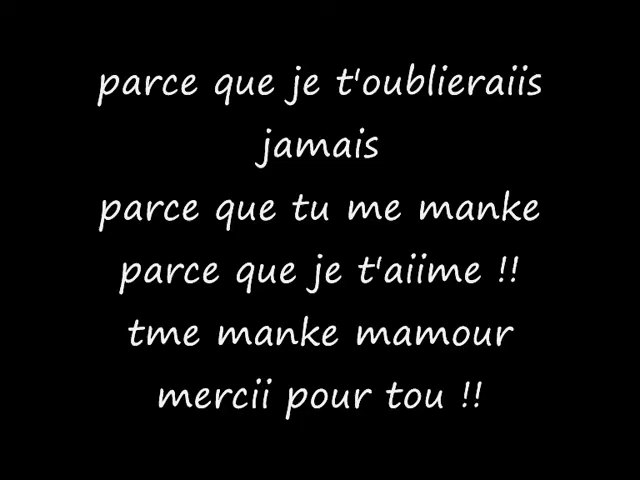 parce que je t'oublieraiis
jamais
parce que tu me manke
parce que je t'aiime !!
tme manke mamour
mercii pour tou !!